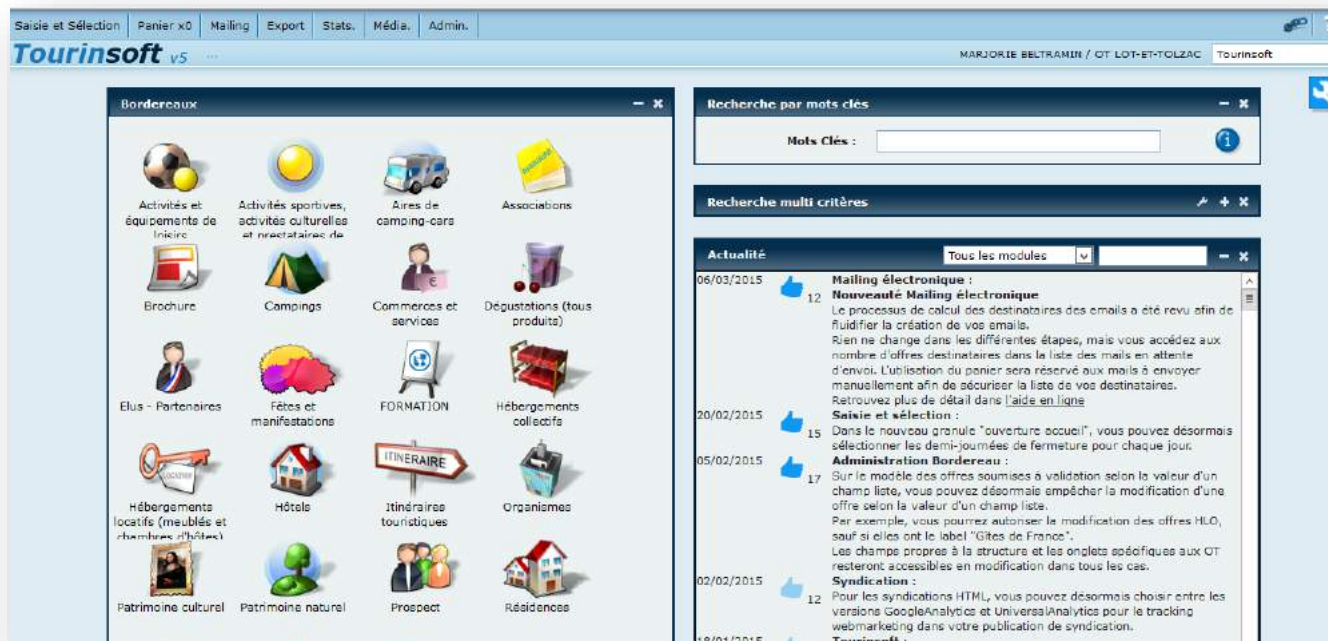 Saisie et Sélection Panier x0 Mailing Export Stats. Média. Admin.
Tourinsoft v5 ...
MARJORIE BELTRAMIN / OT LOT-ET-TOLZAC Tourinsoft
Bordereaux
Activités et
équipements de
loisirs
Activités sportives,
activités culturelles
et prestataires de
Aires de
camping-cars
Associations
Brochure
Campings
Commerces et
services
Dégustations (tous
produits)
Elus - Partenaires
Fêtes et
manifestations
FORMATION
Hébergements
collectifs
LOCATION
Hébergements
locatifs (meublés et
chambres d'hôtes)
Hôtels
ITINERAIRE
Itinéraires
touristiques
Organismes
Patrimoine culturel
Patrimoine naturel
Prospect
Résidences
Recherche par mots clés
Mots Clés :
Recherche multi critères
Actualité Tous les modules
06/03/2015 12 Mailing électronique :
Nouveauté Mailing électronique
Le processus de calcul des destinataires des emails a été revu afin de
fluidifier la création de vos emails.
Rien ne change dans les différentes étapes, mais vous accédez aux
nombre d'offres destinataires dans la liste des mails en attente
d'envoi. L'utilisation du panier sera réservé aux mails à envoyer
manuellement afin de sécuriser la liste de vos destinataires.
Retrouvez plus de détail dans l'aide en ligne
20/02/2015 15 Saisie et sélection :
Dans le nouveau granule "ouverture accueil", vous pouvez désormais
sélectionner les demi-journées de fermeture pour chaque jour.
05/02/2015 17 Administration Bordereau :
Sur le modèle des offres soumises à validation selon la valeur d'un
champ liste, vous pouvez désormais empêcher la modification d'une
offre selon la valeur d'un champ liste.
Par exemple, vous pourrez autoriser la modification des offres HLO,
sauf si elles ont le label "Gîtes de France".
Les champs propres à la structure et les onglets spécifiques aux OT
resteront accessibles en modification dans tous les cas.
02/02/2015 12 Syndication :
Pour les syndications HTML, vous pouvez désormais choisir entre les
versions GoogleAnalytics et UniversalAnalytics pour le tracking
webmarketing dans votre publication de syndication.
18/01/2015 Tourinsoft :